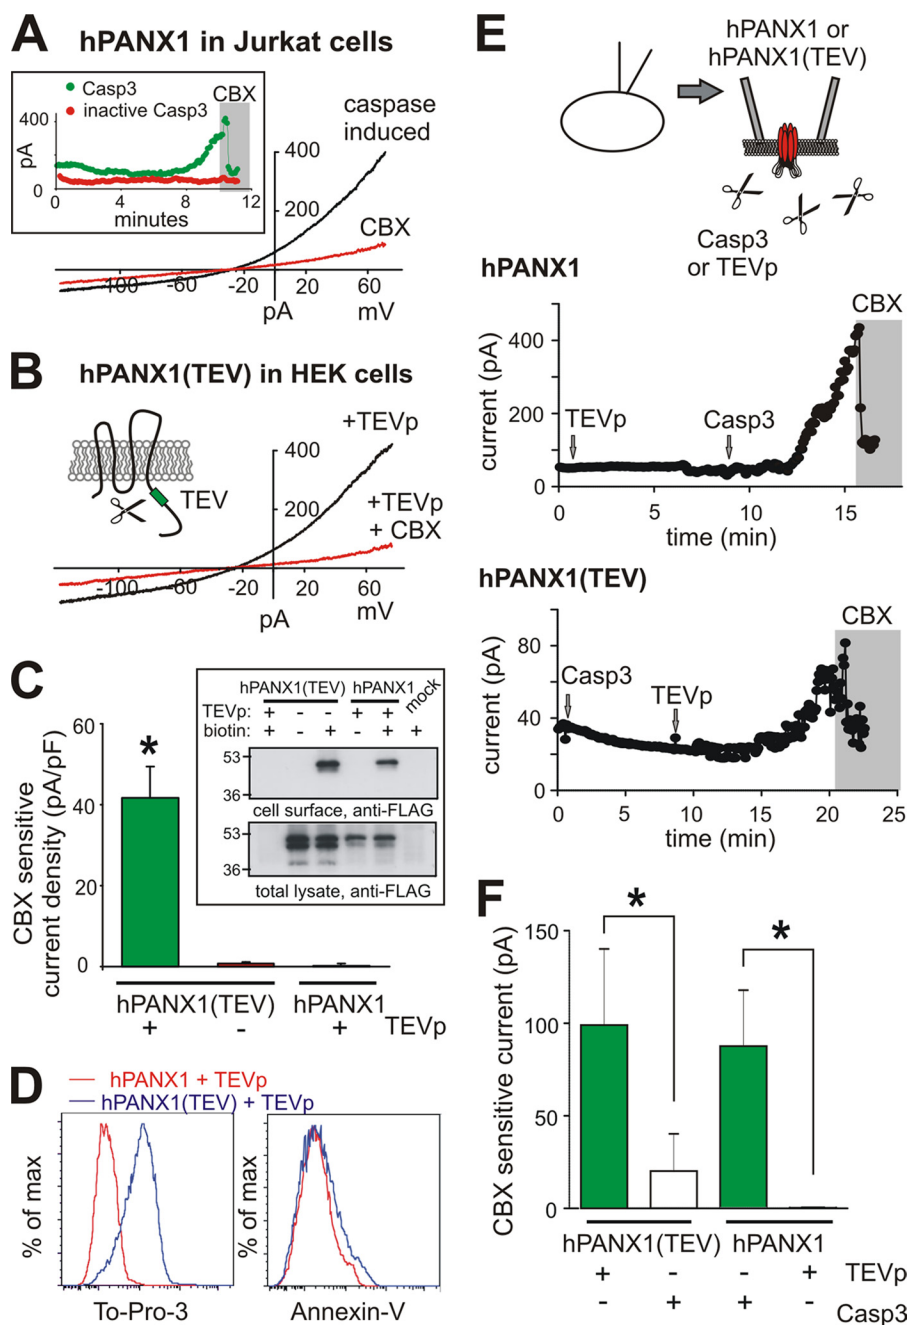 A hPANX1 in Jurkat cells
Casp3
inactive Casp3
CBX
400
pA
0
0 4 8 12
minutes
caspase
induced
400
200
CBX
-100 -60 -20 20 60
pA mV
B hPANX1(TEV) in HEK cells
TEV
+TEVp
400
+TEVp
+ CBX
200
-100 -60 -20 20 60
pA mV
C
CBX sensitive
current density (pA/pF)
60
40
20
0
*
hPANX1(TEV) hPANX1 mock
TEVp: + - - + +
biotin: + - + - + +
53
36
cell surface, anti-FLAG
53
36
total lysate, anti-FLAG
hPANX1(TEV) hPANX1
+ - + TEVp
D
hPANX1 + TEVp
hPANX1(TEV) + TEVp
% of max
To-Pro-3
% of max
Annexin-V
E
hPANX1 or
hPANX1(TEV)
Casp3
or TEVp
hPANX1
CBX
current (pA)
400
200
0
TEVp Casp3
0 5 10 15
time (min)
hPANX1(TEV)
CBX
current (pA)
80
40
0
Casp3 TEVp
0 5 10 15 20 25
time (min)
F
CBX sensitive current (pA)
150
100
50
0
* *
hPANX1(TEV) hPANX1
+ - - + TEVp
- + + - Casp3